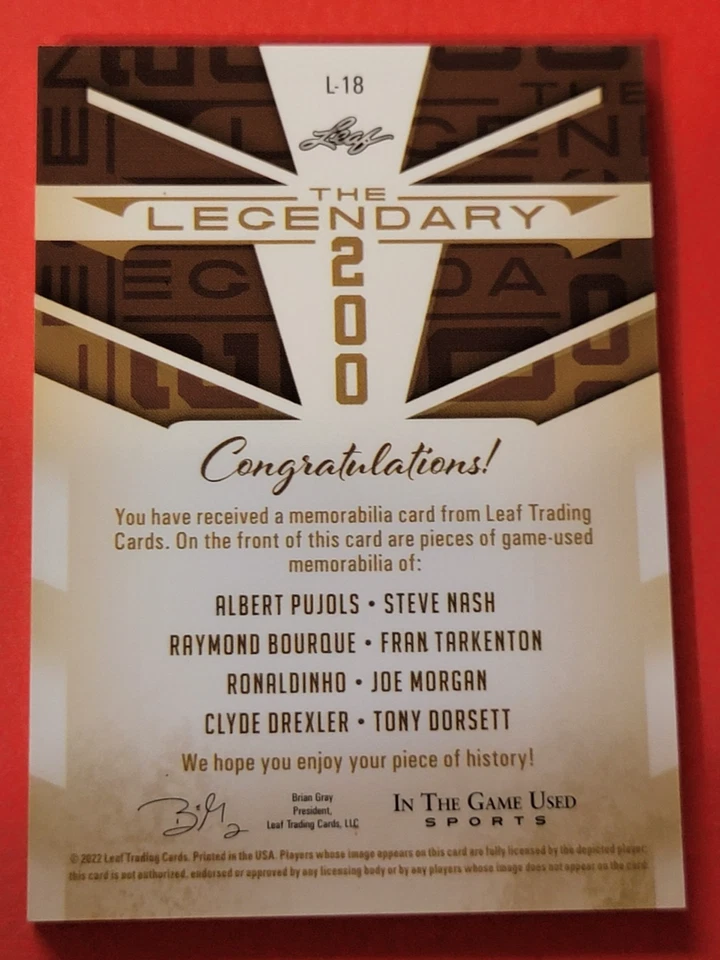 L-18
Leaf
THE
LEGENDARY
200
Congratulations!
You have received a memorabilia card from Leaf Trading
Cards. On the front of this card are pieces of game-used
memorabilia of:
ALBERT PUJOLS • STEVE NASH
RAYMOND BOURQUE • FRAN TARKENTON
RONALDINHO • JOE MORGAN
CLYDE DREXLER • TONY DORSETT
We hope you enjoy your piece of history!
Brian Gray
President,
Leaf Trading Cards, LLC
IN THE GAME USED
SPORTS
© 2022 Leaf Trading Cards. Printed in the USA. Players whose image appears on this card are fully licensed by the depicted player,
this card is not authorized, endorsed or approved by any licensing body or by any players whose image does not appear on the card.